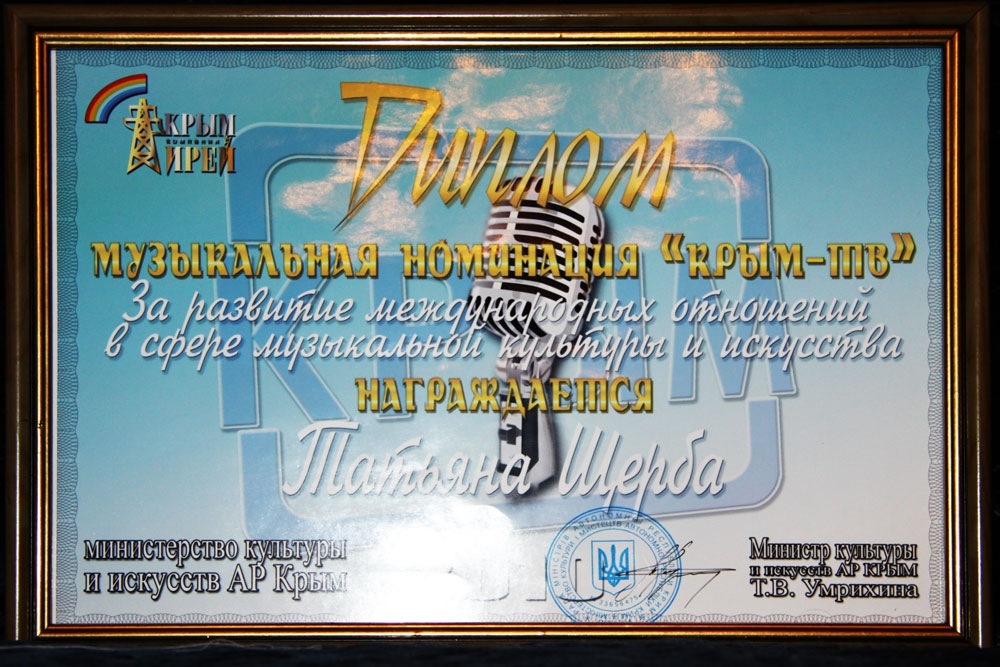 КРЫМ
КОМПАНИЯ
ИРЕЙ
Диплом
МУЗЫКАЛЬНАЯ НОМИНАЦИЯ “КРЫМ-ТВ”
За развитие международных отношений
в сфере музыкальной культуры и искусства
НАГРАЖДАЕТСЯ
Татьяна Щерба
министерство культуры
и искусств АР Крым
Министр культуры
и искусств АР КРЫМ
Т.В. Умрихина